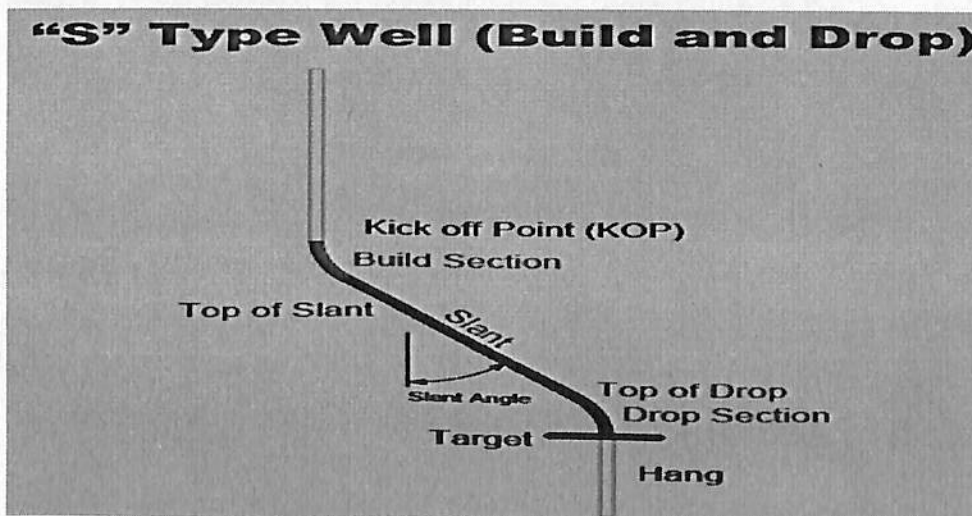 “S” Type Well (Build and Drop)
Kick off Point (KOP)
Build Section
Top of Slant
Slant
Slant Angle
Top of Drop
Drop Section
Target
Hang